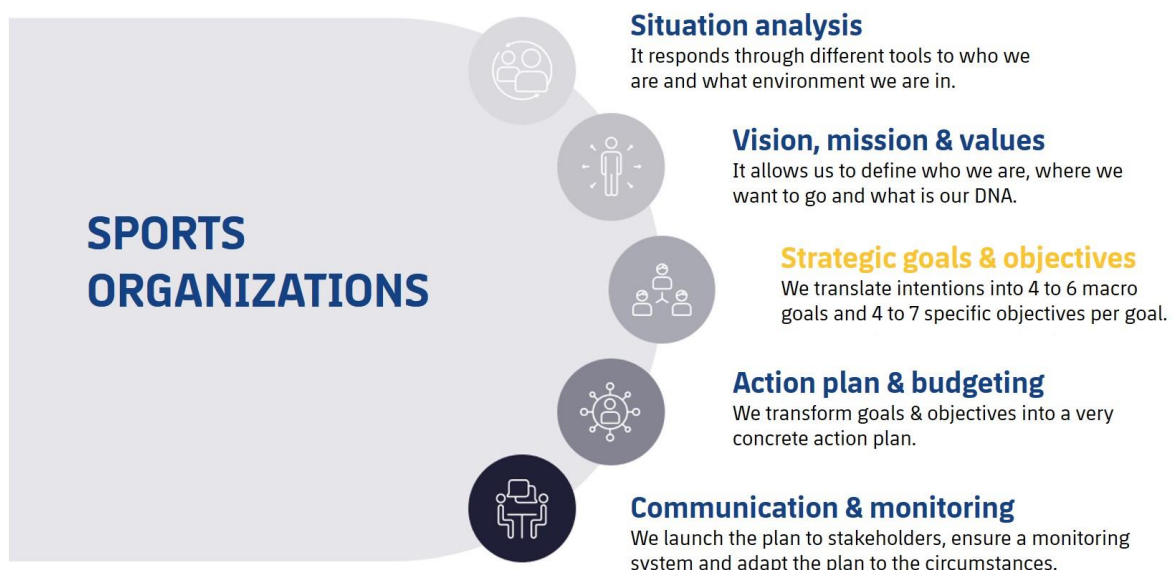 SPORTS
ORGANIZATIONS
Situation analysis
It responds through different tools to who we
are and what environment we are in.
Vision, mission & values
It allows us to define who we are, where we
want to go and what is our DNA.
Strategic goals & objectives
We translate intentions into 4 to 6 macro
goals and 4 to 7 specific objectives per goal.
Action plan & budgeting
We transform goals & objectives into a very
concrete action plan.
Communication & monitoring
We launch the plan to stakeholders, ensure a monitoring
system and adapt the plan to the circumstances.